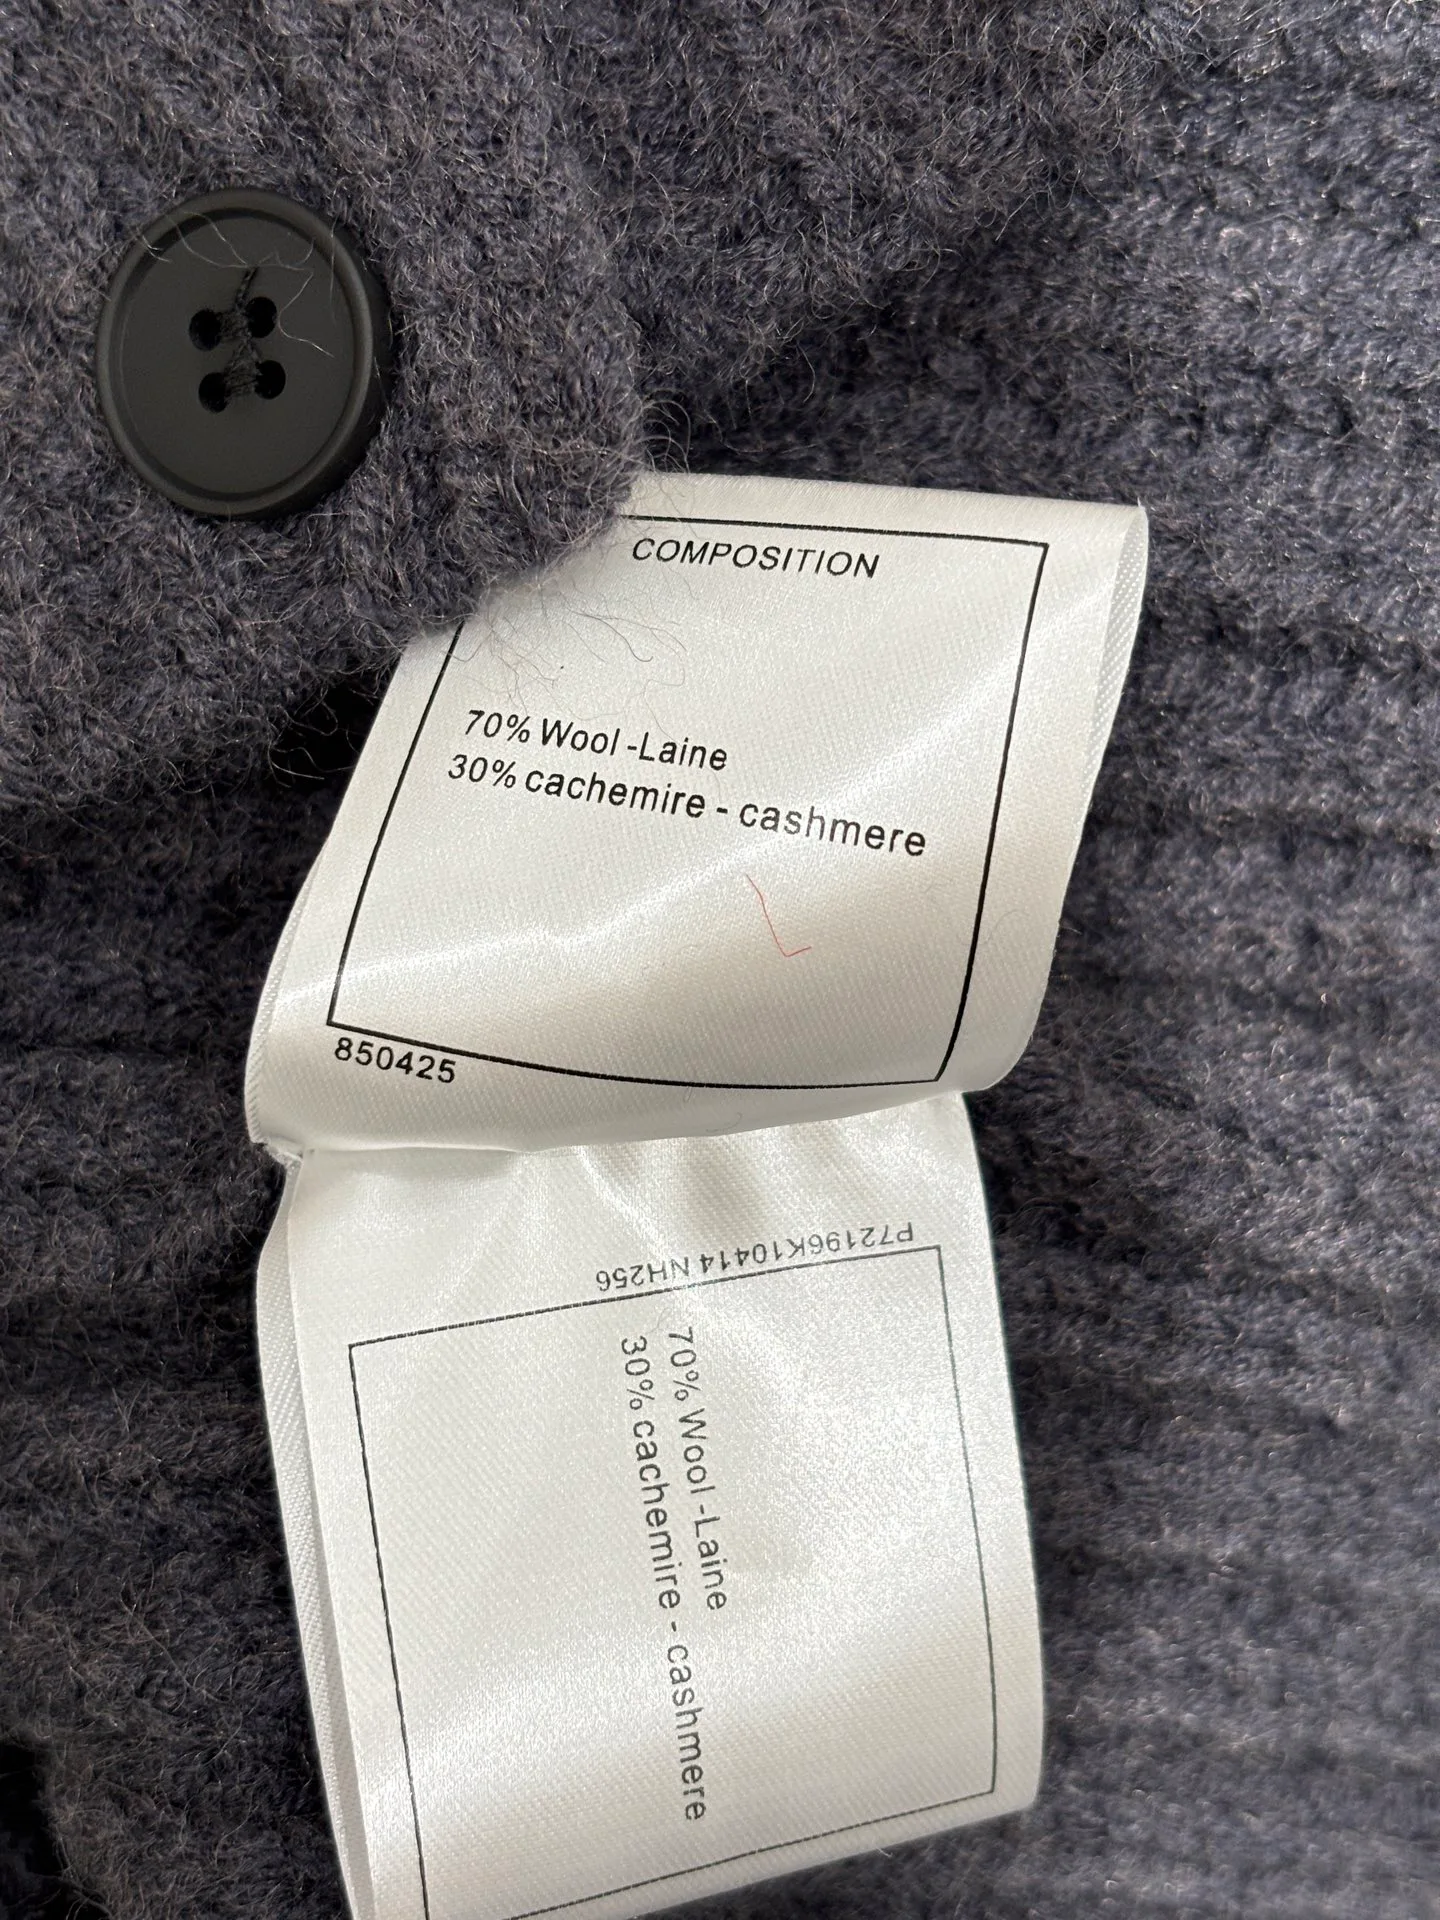 COMPOSITION
70% Wool -Laine
30% cachemire - cashmere
850425
P72196K10414 NH256
70% Wool -Laine
30% cachemire - cashmere